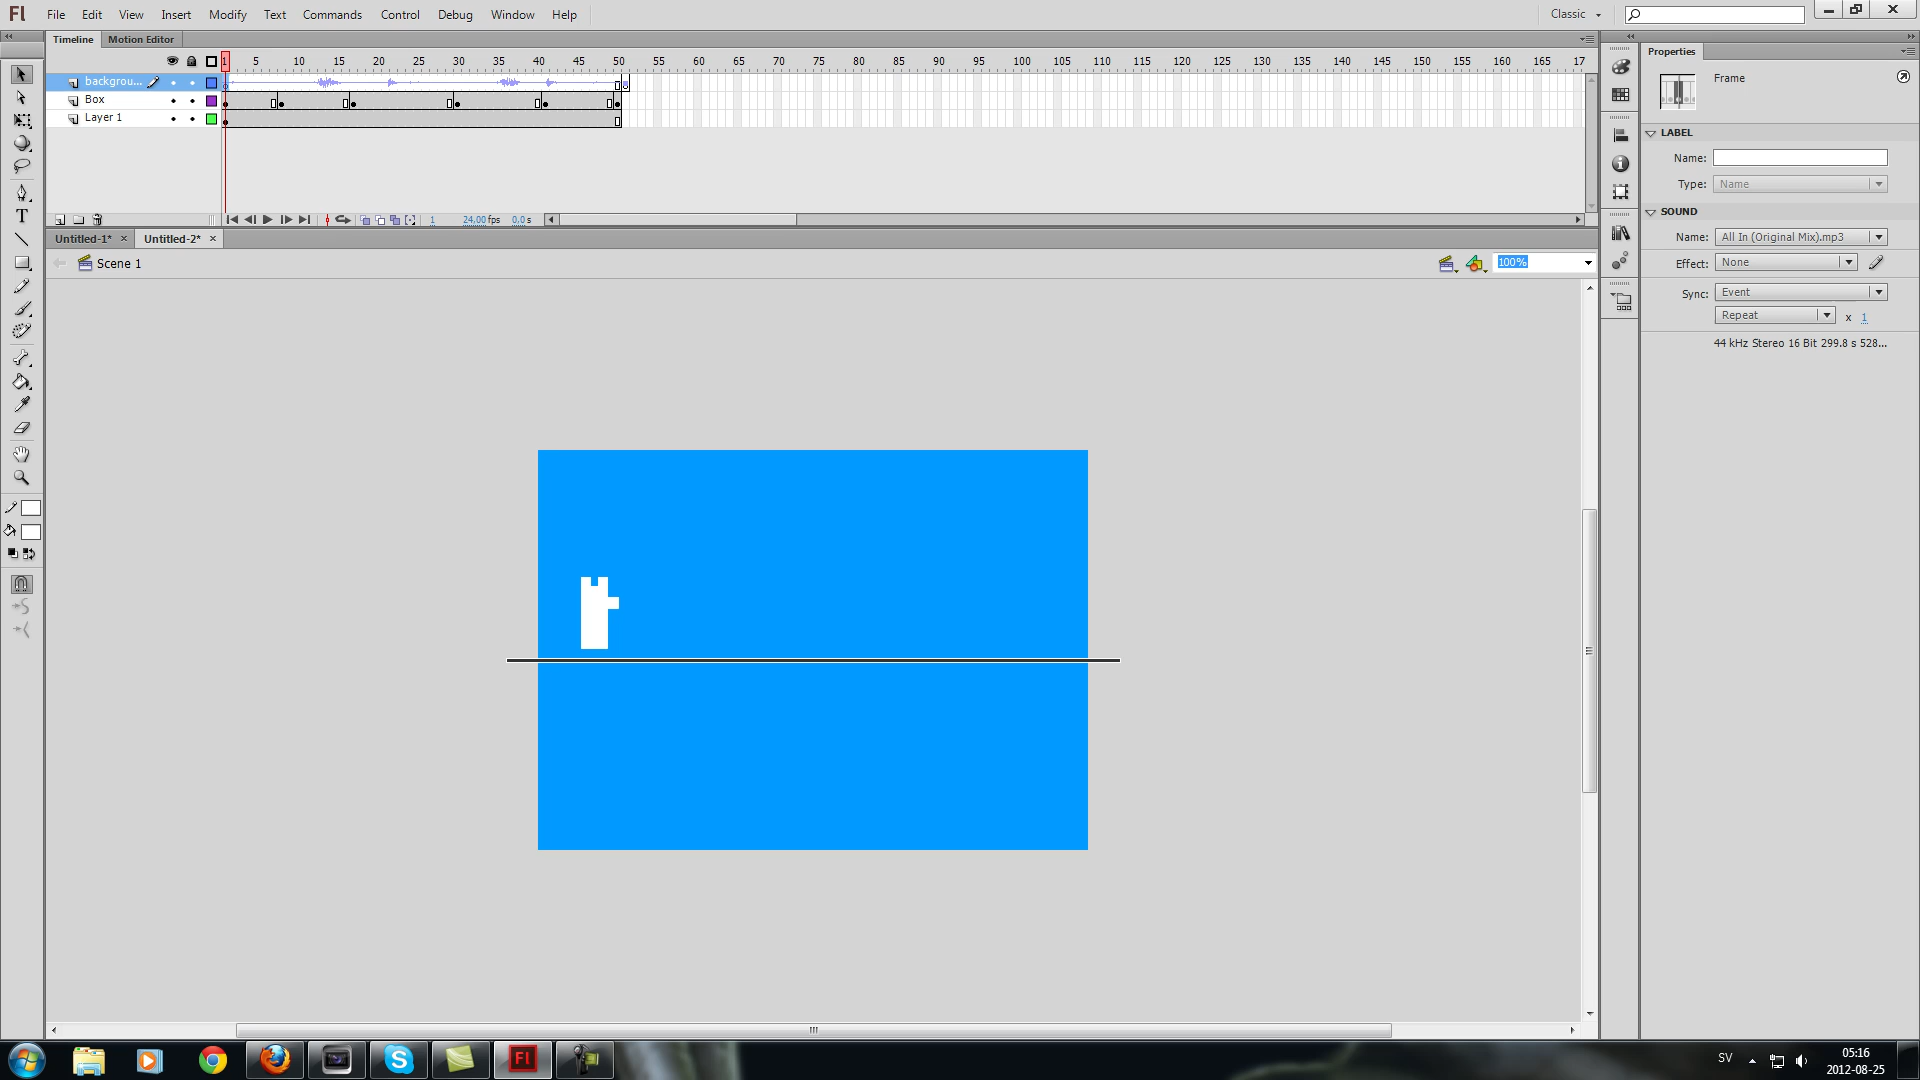 Fl File Edit View Insert Modify Text Commands Control Debug Window Help Classic
Timeline Motion Editor
1 5 10 15 20 25 30 35 40 45 50 55 60 65 70 75 80 85 90 95 100 105 110 115 120 125 130 135 140 145 150 155 160 165 17
backgrou...
Box
Layer 1
1 24,00 fps 0,0 s
Untitled-1* × Untitled-2* ×
Scene 1
100%
Properties
Frame
LABEL
Name:
Type: Name
SOUND
Name: All In (Original Mix).mp3
Effect: None
Sync: Event
Repeat x 1
44 kHz Stereo 16 Bit 299.8 s 528...
T
S
Fl
SV
05:16
2012-08-25